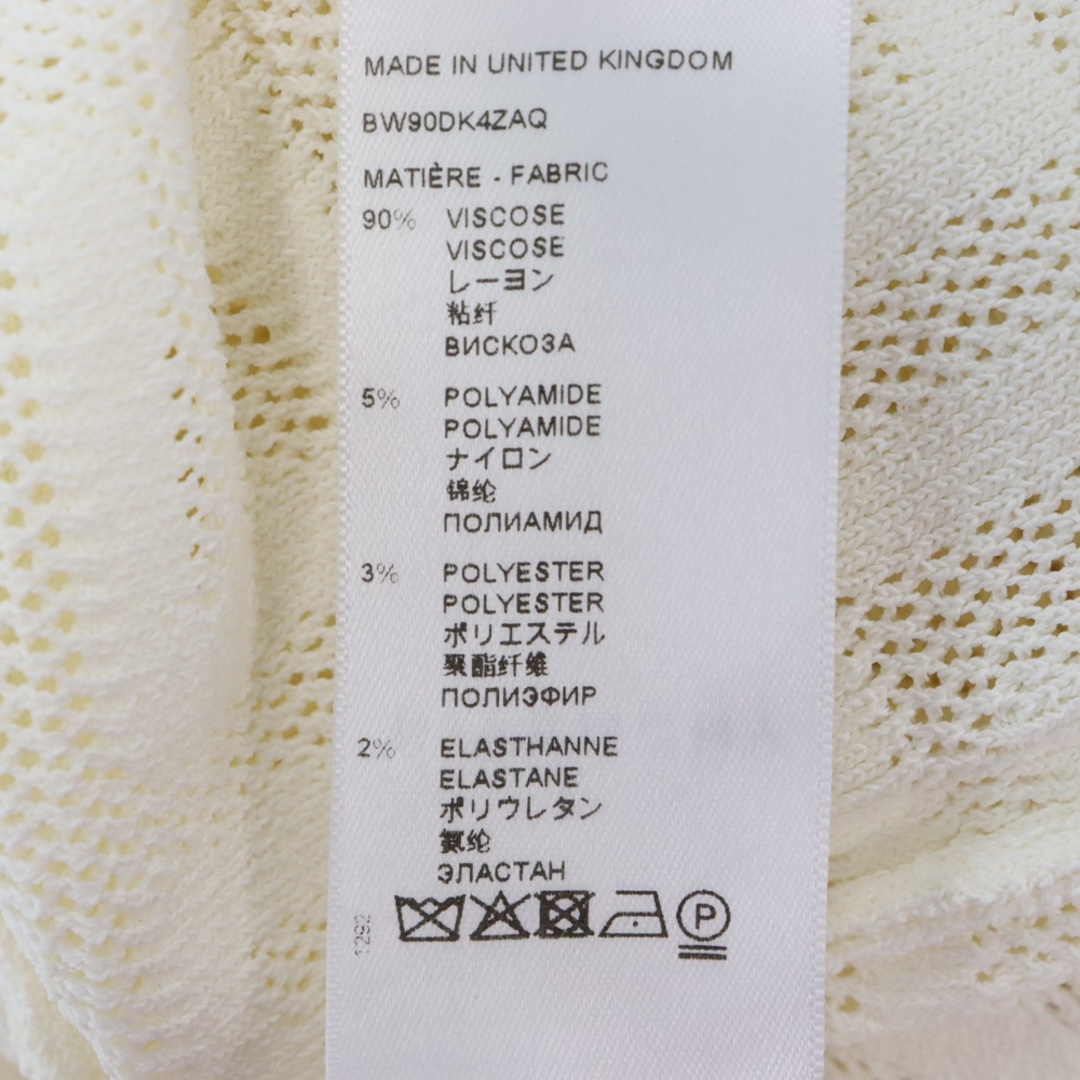 MADE IN UNITED KINGDOM
BW90DK4ZAQ
MATIÈRE - FABRIC
90% VISCOSE
VISCOSE
レーヨン
粘纤
ВИСКОЗА
5% POLYAMIDE
POLYAMIDE
ナイロン
锦纶
ПОЛИАМИД
3% POLYESTER
POLYESTER
ポリエステル
聚酯纤维
ПОЛИЭФИР
2% ELASTHANNE
ELASTANE
ポリウレタン
氨纶
ЭЛАСТАН
P
1292